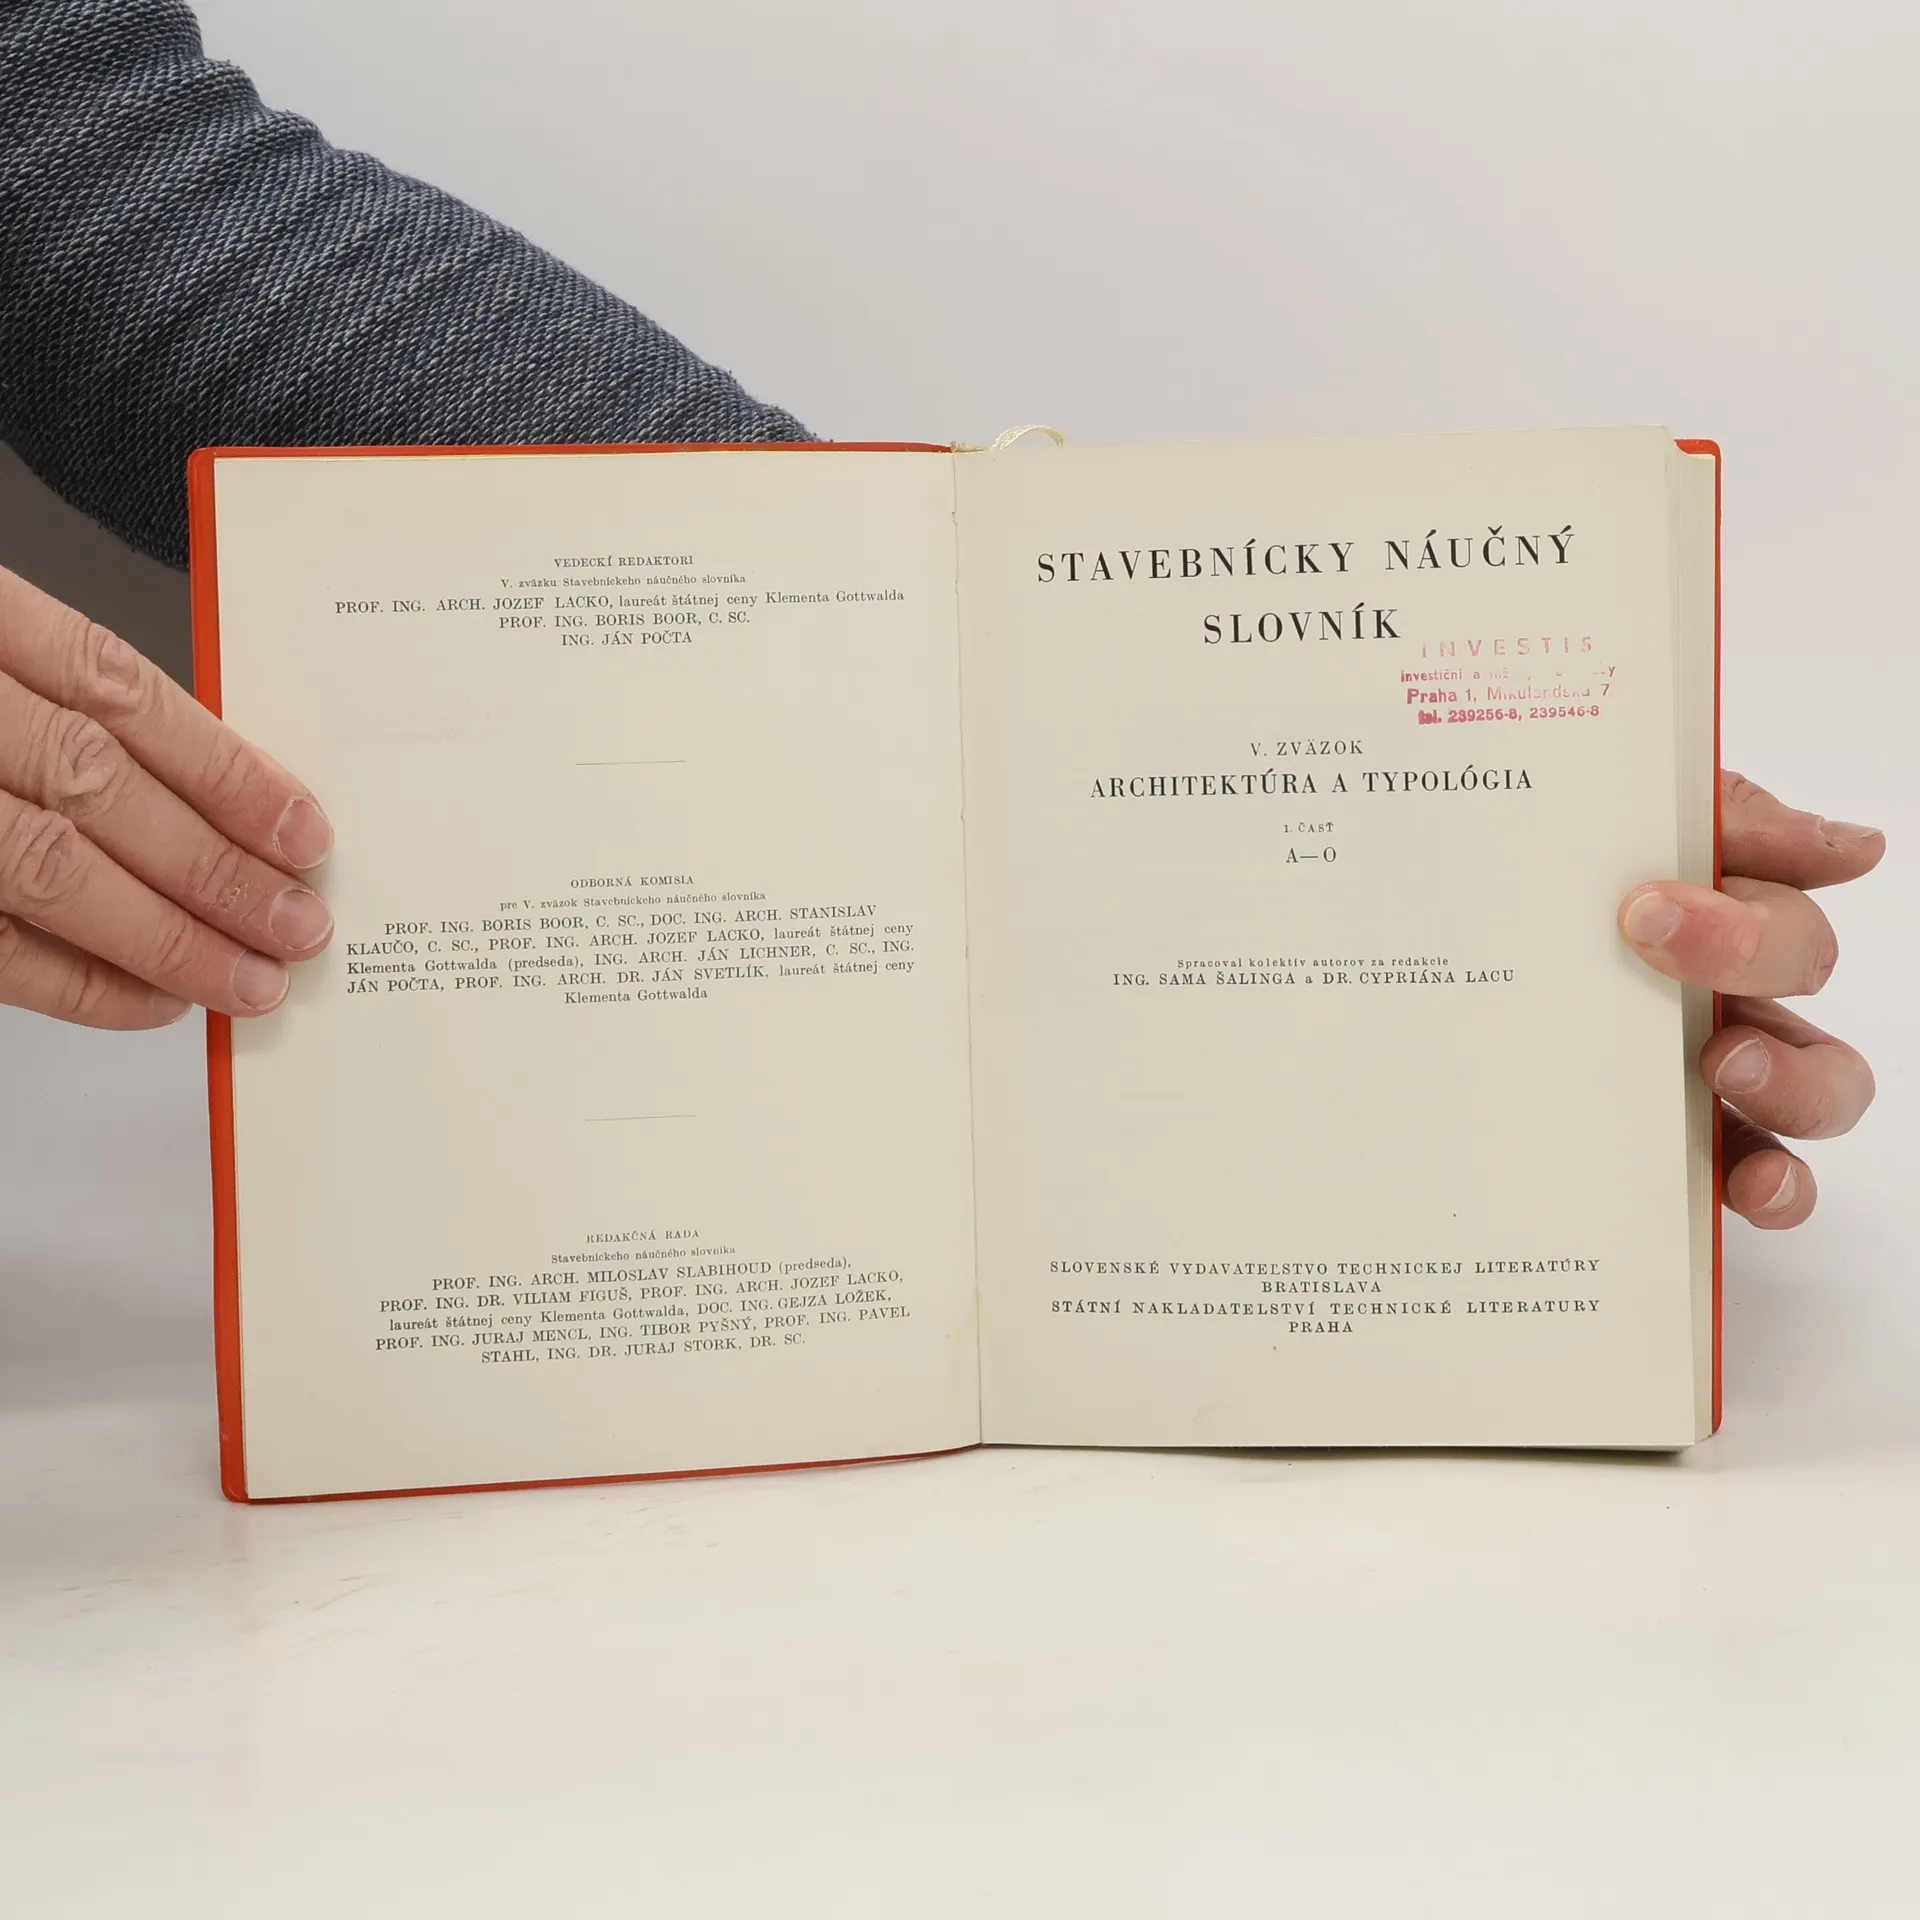 VEDECKÍ REDAKTORI
V. zväzku Stavebníckeho náučného slovníka
PROF. ING. ARCH. JOZEF LACKO, laureát štátnej ceny Klementa Gottwalda
PROF. ING. BORIS BOOR, C. SC.
ING. JÁN POČTA
ODBORNÁ KOMISIA
pre V. zväzok Stavebníckeho náučného slovníka
PROF. ING. BORIS BOOR, C. SC., DOC. ING. ARCH. STANISLAV
KLAUČO, C. SC., PROF. ING. ARCH. JOZEF LACKO, laureát štátnej ceny
Klementa Gottwalda (predseda), ING. ARCH. JÁN LICHNER, C. SC., ING.
JÁN POČTA, PROF. ING. ARCH. DR. JÁN SVETLÍK, laureát štátnej ceny
Klementa Gottwalda
REDAKČNÁ RADA
Stavebníckeho náučného slovníka
PROF. ING. ARCH. MILOSLAV SLABIHOUD (predseda),
PROF. ING. DR. VILIAM FIGUŠ, PROF. ING. ARCH. JOZEF LACKO,
laureát štátnej ceny Klementa Gottwalda, DOC. ING. GEJZA LOŽEK,
PROF. ING. JURAJ MENCL, ING. TIBOR PYŠNÝ, PROF. ING. PAVEL
STAHL, ING. DR. JURAJ STORK, DR. SC.
STAVEBNÍCKY NÁUČNÝ
SLOVNÍK
INVESTIS
investiční a
Praha 1, Mikulandská 7
tel. 239256-8, 239546-8
V. ZVÄZOK
ARCHITEKTÚRA A TYPOLÓGIA
1. ČASŤ
A—O
Spracoval kolektív autorov za redakcie
ING. SAMA ŠALINGA a DR. CYPRIÁNA LACU
SLOVENSKÉ VYDAVATEĽSTVO TECHNICKEJ LITERATÚRY
BRATISLAVA
STÁTNÍ NAKLADATELSTVÍ TECHNICKÉ LITERATURY
PRAHA